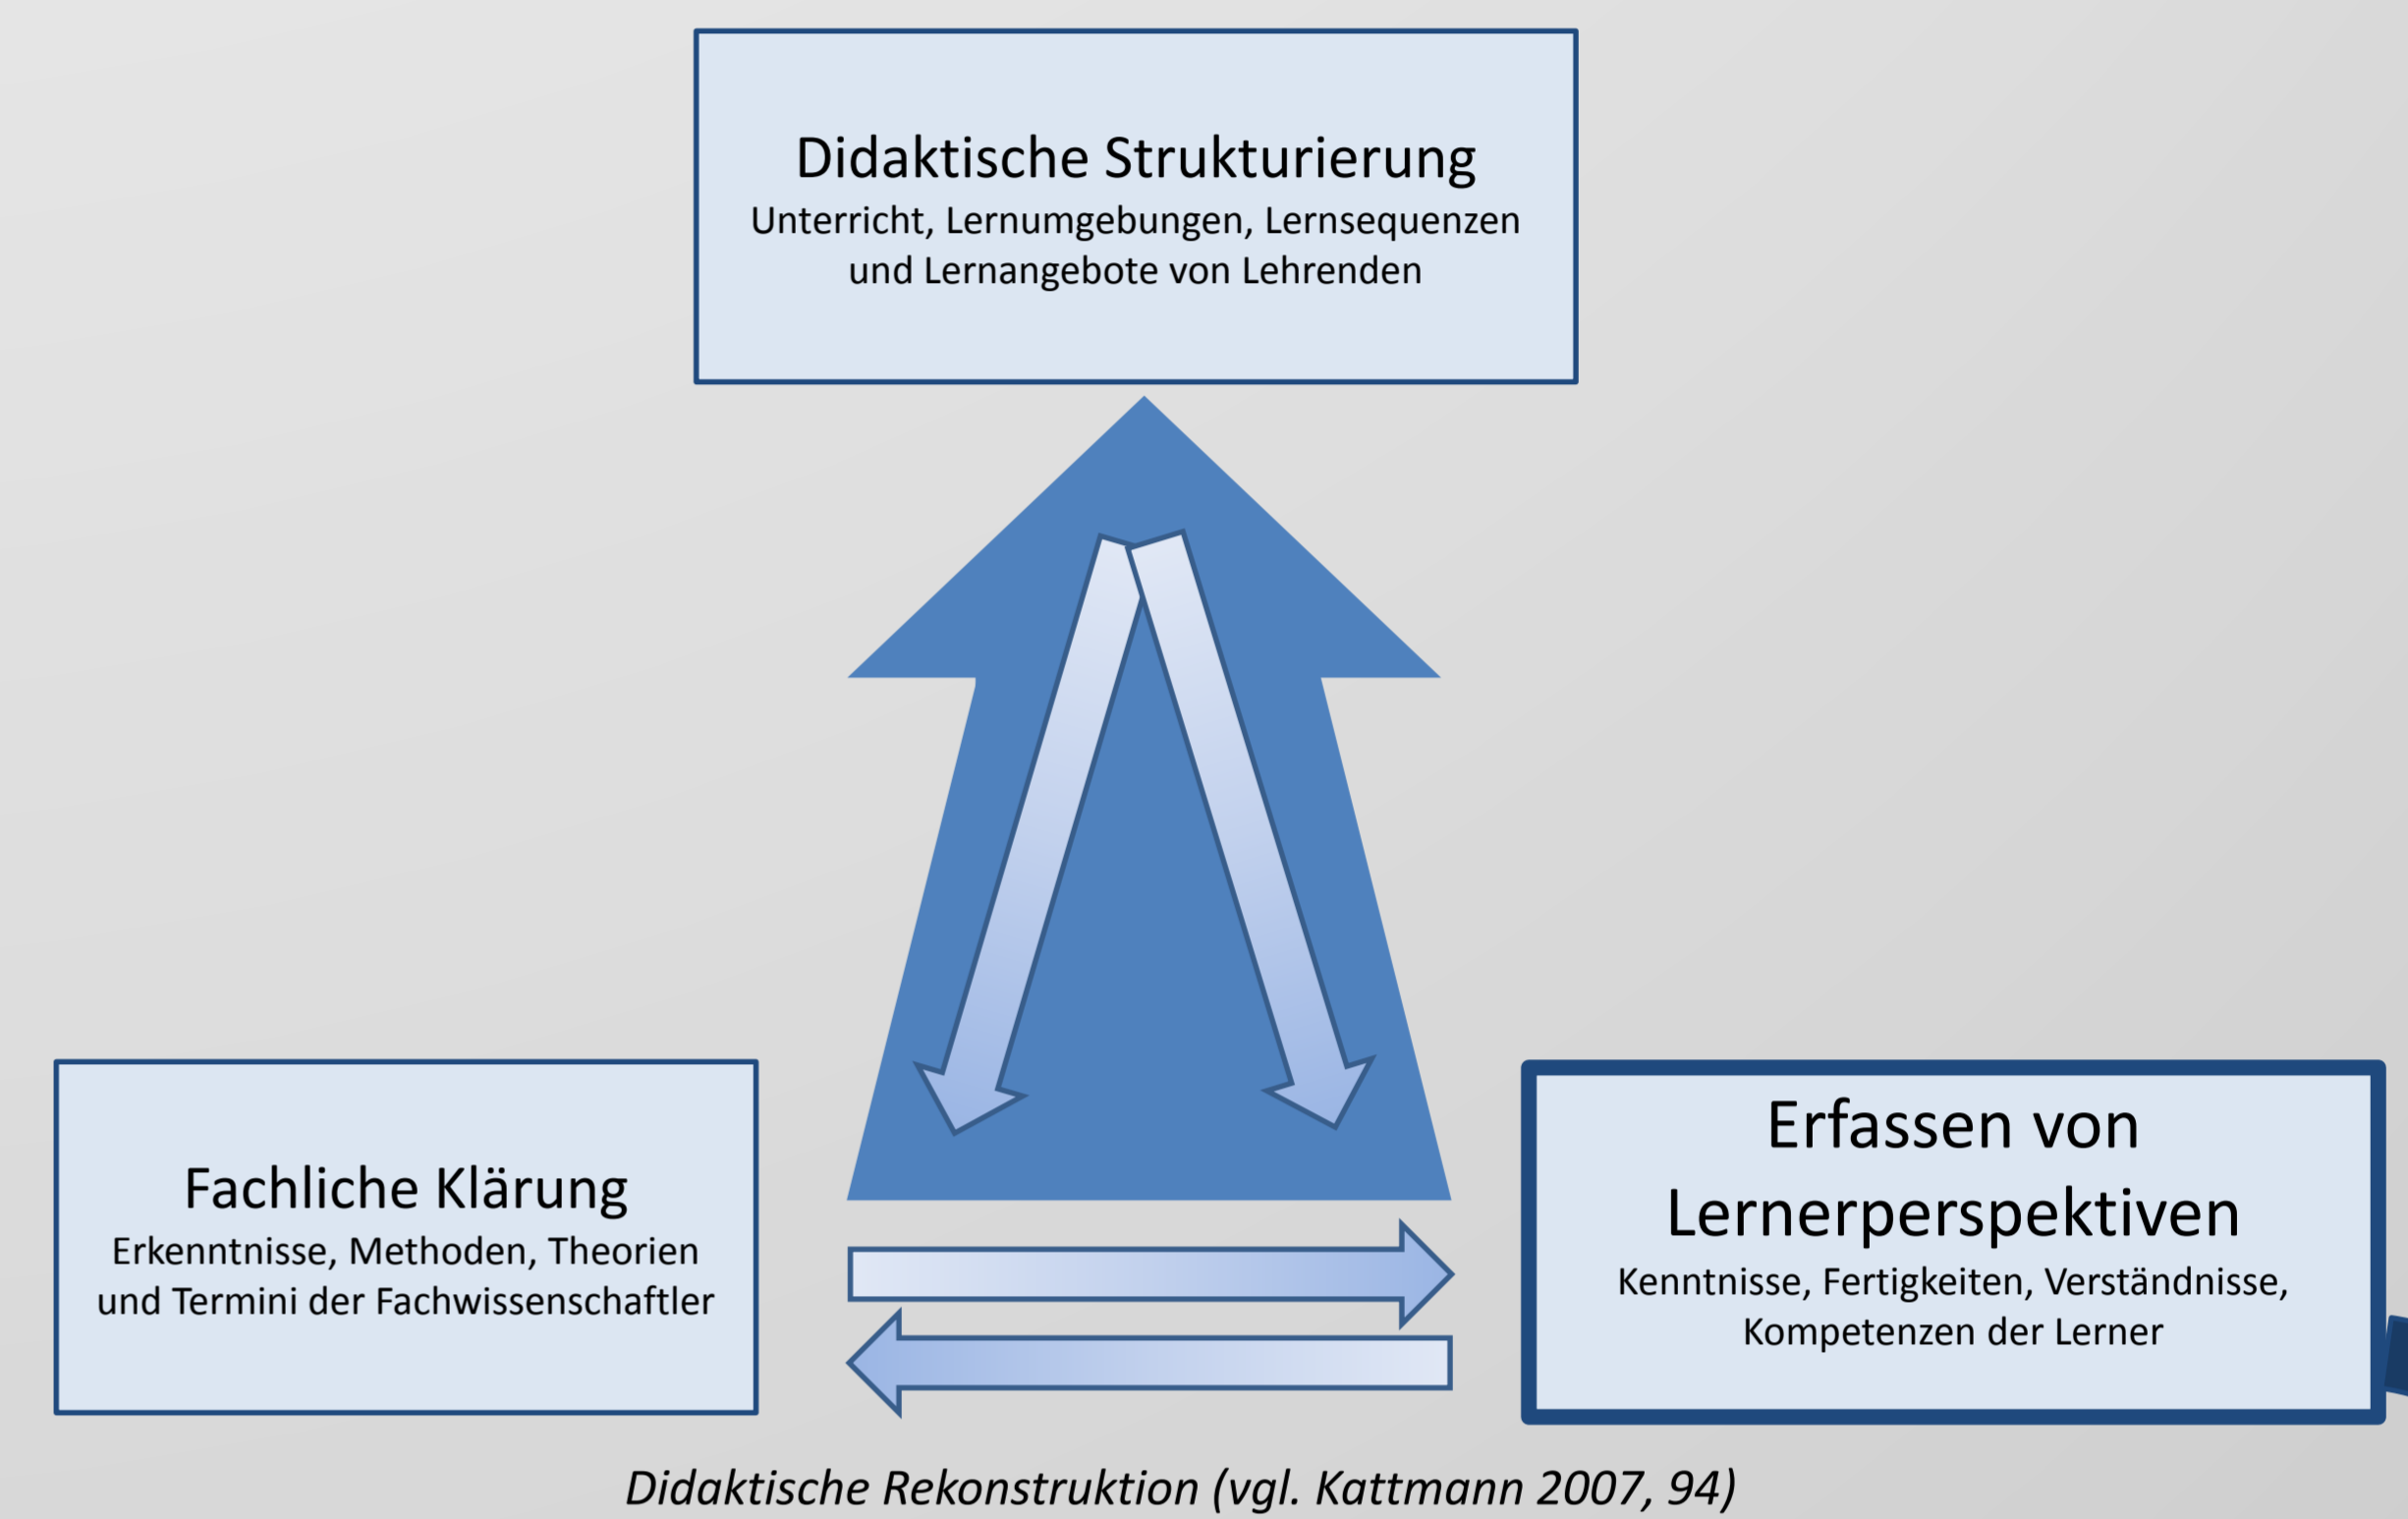 Didaktische Strukturierung
Unterricht, Lernumgebungen, Lernsequenzen
und Lernangebote von Lehrenden
Fachliche Klärung
Erkenntnisse, Methoden, Theorien
und Termini der Fachwissenschaftler
Erfassen von
Lernerperspektiven
Kenntnisse, Fertigkeiten, Verständnisse,
Kompetenzen der Lerner
Didaktische Rekonstruktion (vgl. Kattmann 2007, 94)